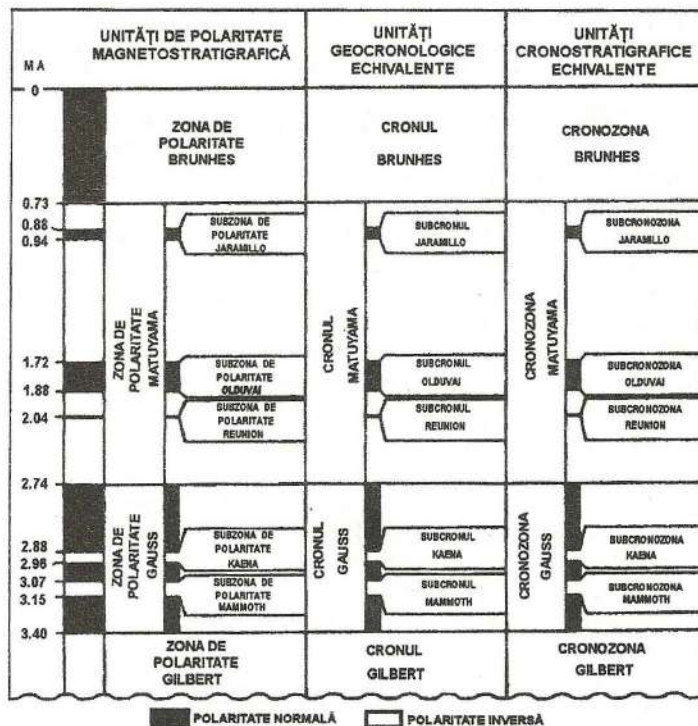 UNITĂȚI DE POLARITATE
MAGNETOSTRATIGRAFICĂ
UNITĂȚI
GEOCRONOLOGICE
ECHIVALENTE
UNITĂȚI
CRONOSTRATIGRAFICE
ECHIVALENTE
MA
0
0.73
0.88
0.94
1.72
1.88
2.04
2.74
2.88
2.98
3.07
3.15
3.40
ZONA DE
POLARITATE
BRUNHES
CRONUL
BRUNHES
CRONOZONA
BRUNHES
ZONA DE
POLARITATE
MATUYAMA
SUBZONA DE
POLARITATE
JARAMILLO
SUBZONA DE
POLARITATE
OLDUVAI
SUBZONA DE
POLARITATE
REUNION
CRONUL
MATUYAMA
SUBCRONUL
JARAMILLO
SUBCRONUL
OLDUVAI
SUBCRONUL
REUNION
CRONOZONA
MATUYAMA
SUBCRONOZONA
JARAMILLO
SUBCRONOZONA
OLDUVAI
SUBCRONOZONA
REUNION
ZONA DE
POLARITATE
GAUSS
SUBZONA DE
POLARITATE
KAENA
SUBZONA DE
POLARITATE
MAMMOTH
CRONUL
GAUSS
SUBCRONUL
KAENA
SUBCRONUL
MAMMOTH
CRONOZONA
GAUSS
SUBCRONOZONA
KAENA
SUBCRONOZONA
MAMMOTH
ZONA DE
POLARITATE
GILBERT
CRONUL
GILBERT
CRONOZONA
GILBERT
POLARITATE NORMALĂ
POLARITATE INVERSĂ